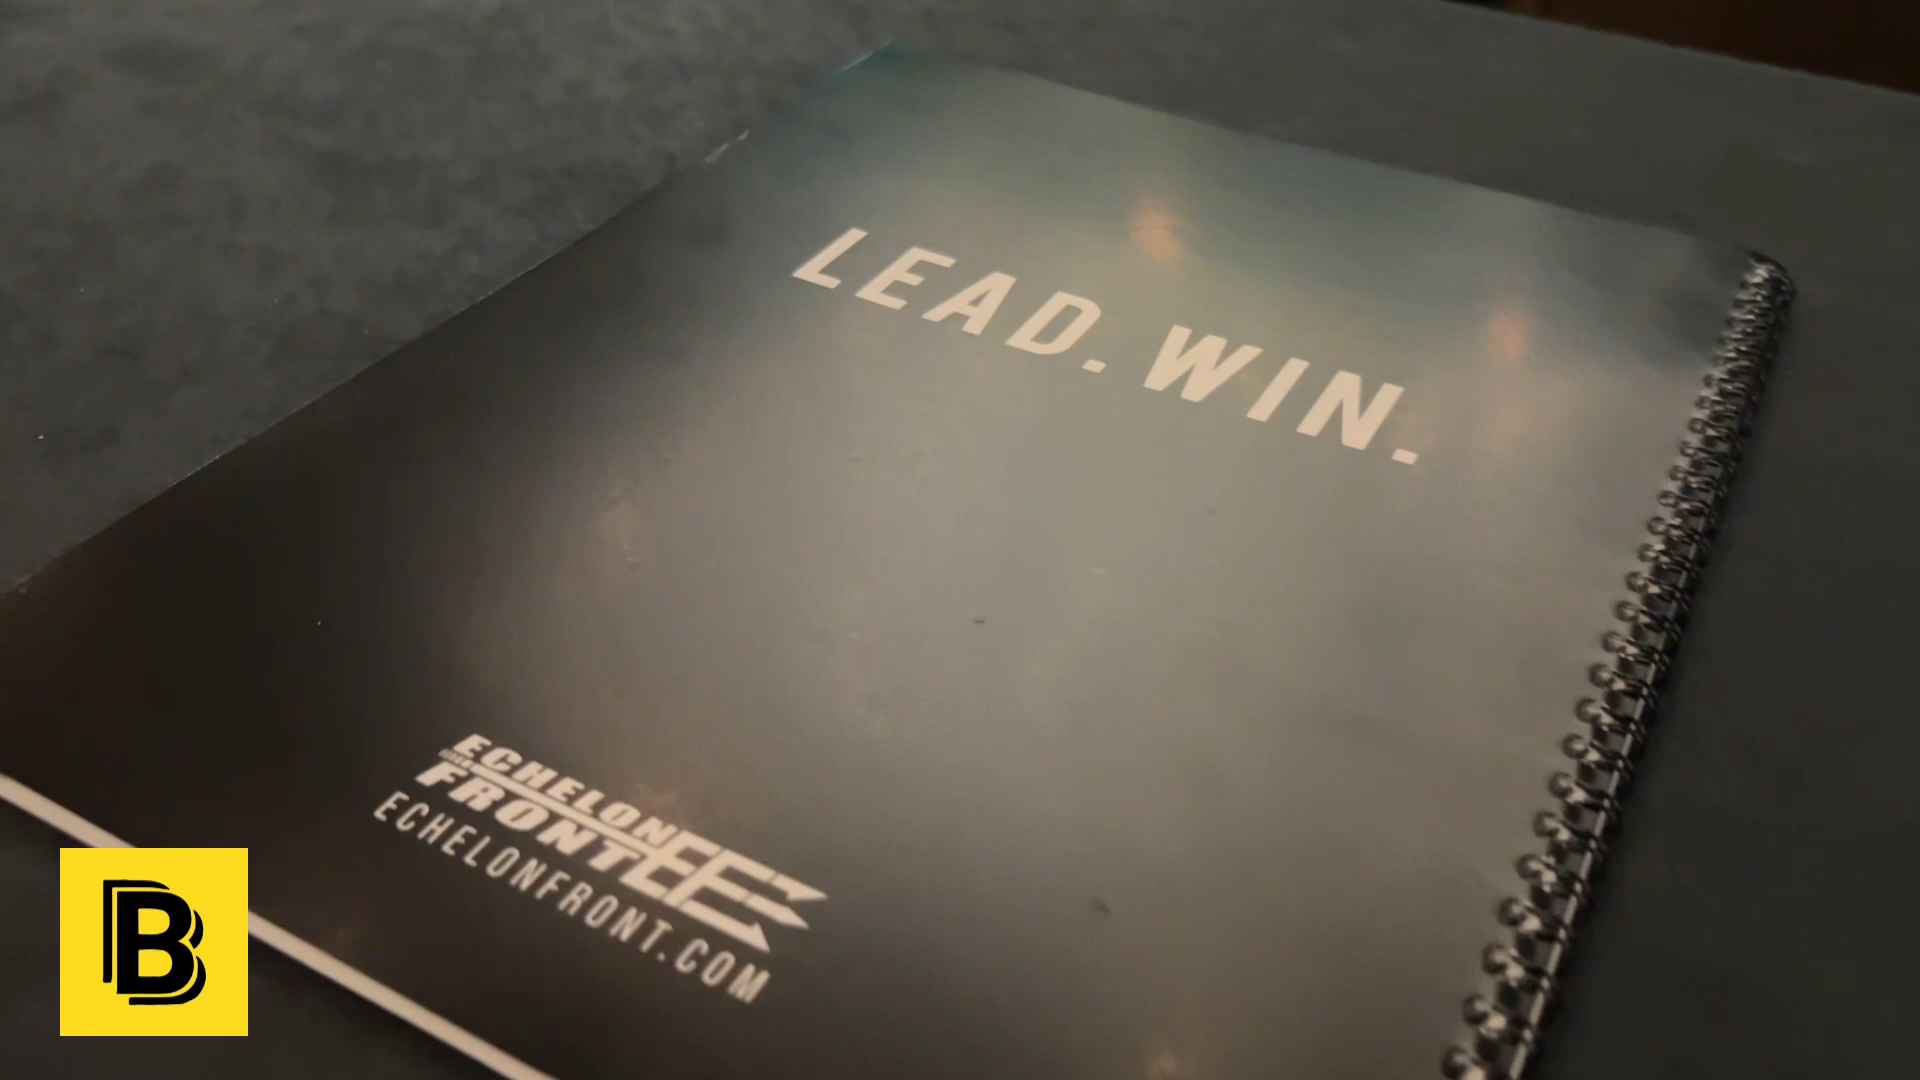 LEAD. WIN.
ECHELON
FRONT
ECHELONFRONT.COM
B